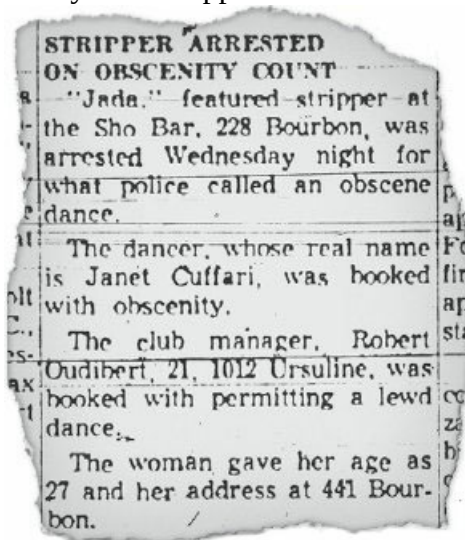 STRIPPER ARRESTED
ON OBSCENITY COUNT
"Jada," featured stripper at
the Sho Bar, 228 Bourbon, was
arrested Wednesday night for
what police called an obscene
dance.
The dancer, whose real name
is Janet Cuffari, was booked
with obscenity.
The club manager, Robert
Oudibert, 21, 1012 Ursuline, was
booked with permitting a lewd
dance.
The woman gave her age as
27 and her address at 441 Bour-
bon.